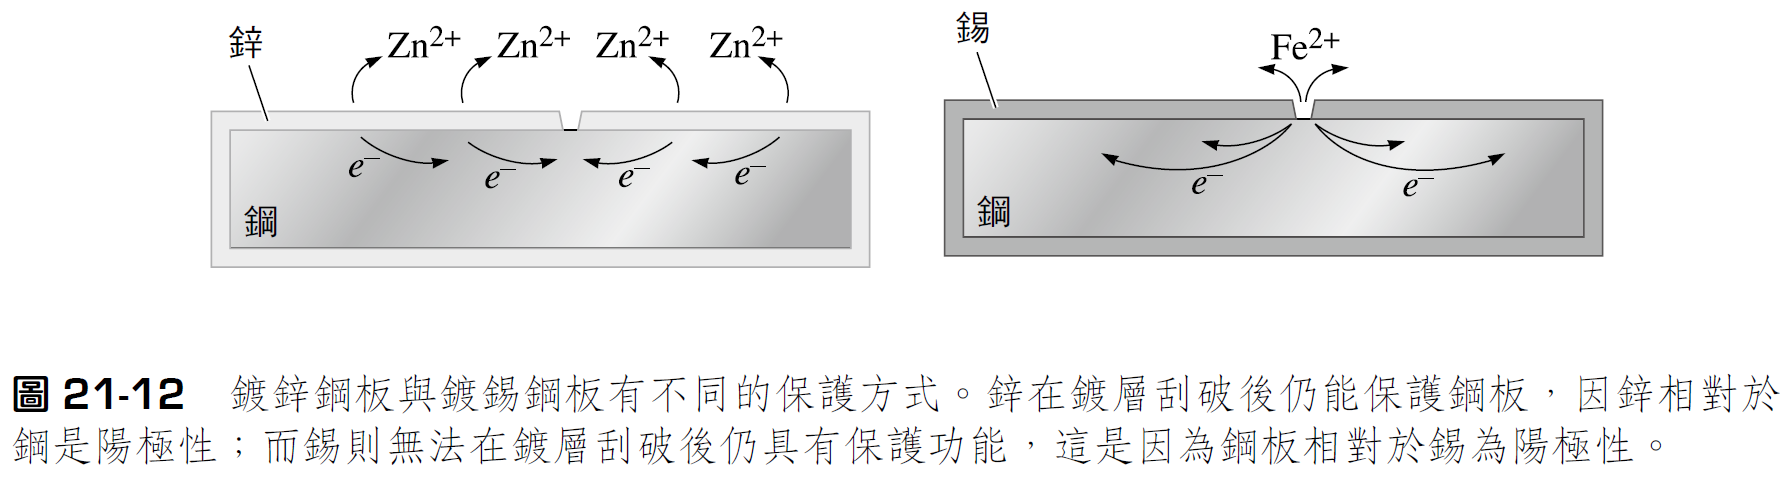 鋅
Zn2+ Zn2+ Zn2+ Zn2+
e− e− e− e−
鋼
錫
Fe2+
e− e−
鋼
圖 21-12 鍍鋅鋼板與鍍錫鋼板有不同的保護方式。鋅在鍍層刮破後仍能保護鋼板，因鋅相對於
鋼是陽極性；而錫則無法在鍍層刮破後仍具有保護功能，這是因為鋼板相對於錫為陽極性。